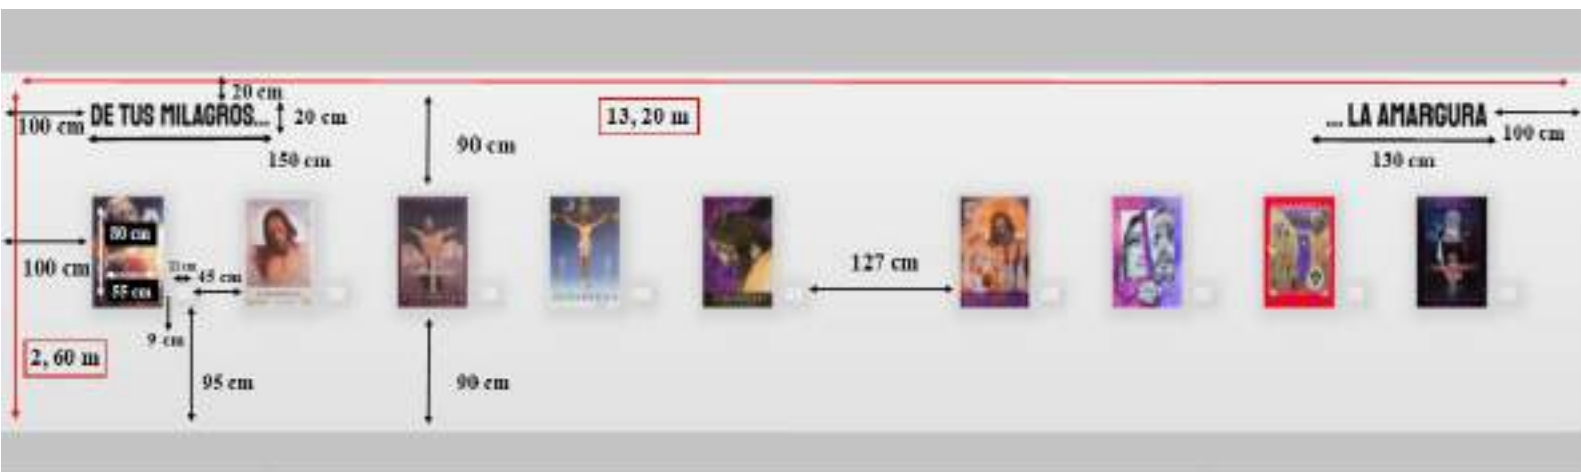 20 cm
100 cm
DE TUS MILAGROS...
20 cm
150 cm
90 cm
13, 20 m
... LA AMARGURA
100 cm
130 cm
80 cm
55 cm
100 cm
45 cm
127 cm
9 cm
2, 60 m
95 cm
90 cm